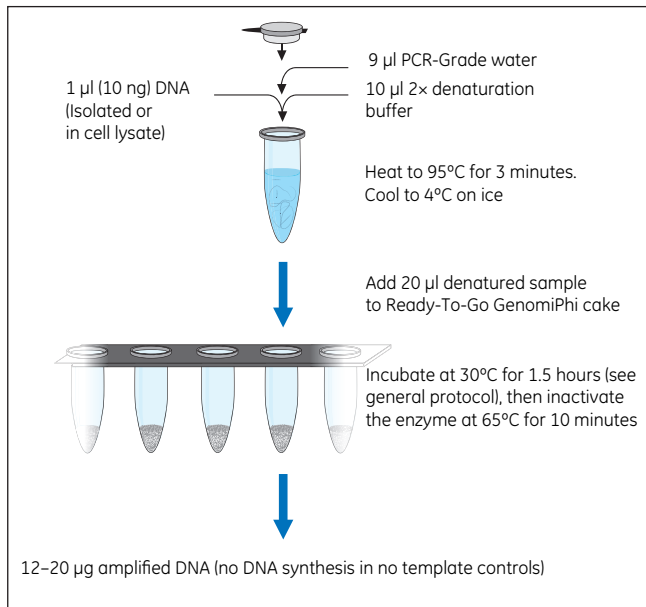 9 µl PCR-Grade water
1 µl (10 ng) DNA
(Isolated or
in cell lysate)
10 µl 2× denaturation
buffer
Heat to 95ºC for 3 minutes.
Cool to 4ºC on ice
Add 20 µl denatured sample
to Ready-To-Go GenomiPhi cake
Incubate at 30ºC for 1.5 hours (see
general protocol), then inactivate
the enzyme at 65ºC for 10 minutes
12–20 µg amplified DNA (no DNA synthesis in no template controls)